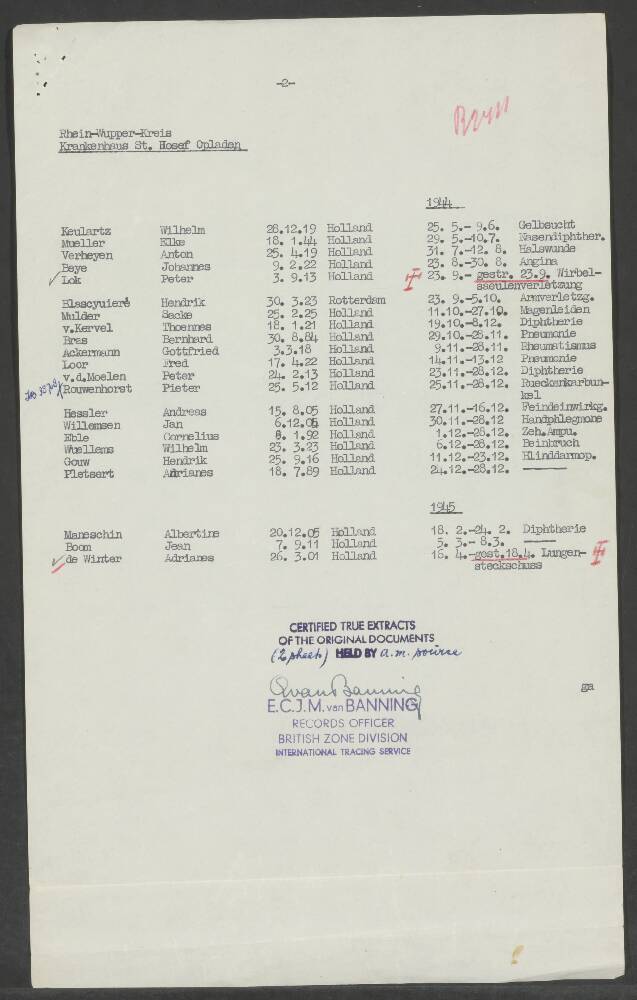 -2-
Rhein-Wupper-Kreis
Krankenhaus St. Hosef Opladen
1944
Keulartz Wilhelm 28.12.19 Holland 25. 5.- 9.6. Gelbsucht
Mueller Elke 18. 1.44 Holland 29. 5.-10.7. Nasendiphther.
Verheyen Anton 25. 4.19 Holland 31. 7.-12. 8. Halswunde
Beye Johannes 9. 2.22 Holland 23. 8.-30. 8. Angina
Lok Peter 3. 9.13 Holland 23. 9.- gestr. 23.9. Wirbel-
saeulenverletzung
Blascyuieré Hendrik 30. 3.23 Rotterdam 23. 9.-5.10. Armverletzg.
Mulder Sacke 25. 2.25 Holland 11.10.-27.10. Magenleiden
v.Kervel Thoennes 18. 1.21 Holland 19.10.-8.12. Diphtherie
Bras Bernhard 30. 8.84 Holland 29.10.-28.11. Pneumonie
Ackermann Gottfried 3.3.18 Holland 9.11.-28.11. Rheumatismus
Loor Fred 17. 4.22 Holland 14.11.-13.12 Pneumonie
v.d.Moelen Peter 24. 2.13 Holland 23.11.-28.12. Diphtherie
Rouwenhorst Pieter 25. 5.12 Holland 25.11.-28.12. Rueckenkarbun-
kel
Hessler Andreas 15. 8.05 Holland 27.11.-16.12. Feindeinwirkg.
Willemsen Jan 6.12.05 Holland 30.11.-28.12 Handphlegmone
Eble Cornelius 8. 1.92 Holland 1.12.-28.12. Zeh.Ampu.
Wuellems Wilhelm 23. 3.23 Holland 6.12.-28.12. Beinbruch
Gouw Hendrik 25. 9.16 Holland 11.12.-23.12. Blinddarmop.
Pletsert Adrianes 18. 7.89 Holland 24.12.-28.12. ———
1945
Maneschin Albertine 20.12.05 Holland 18. 2.-24. 2. Diphtherie
Boom Jean 7. 9.11 Holland 5. 3.- 8.3. ———
de Winter Adrianes 26. 3.01 Holland 16. 4.-gest.18.4. Lungen-
steckschuss
CERTIFIED TRUE EXTRACTS
OF THE ORIGINAL DOCUMENTS
(2 sheets) HELD BY a.m. source
E.C.J.M. van BANNING
RECORDS OFFICER
BRITISH ZONE DIVISION
INTERNATIONAL TRACING SERVICE
ga